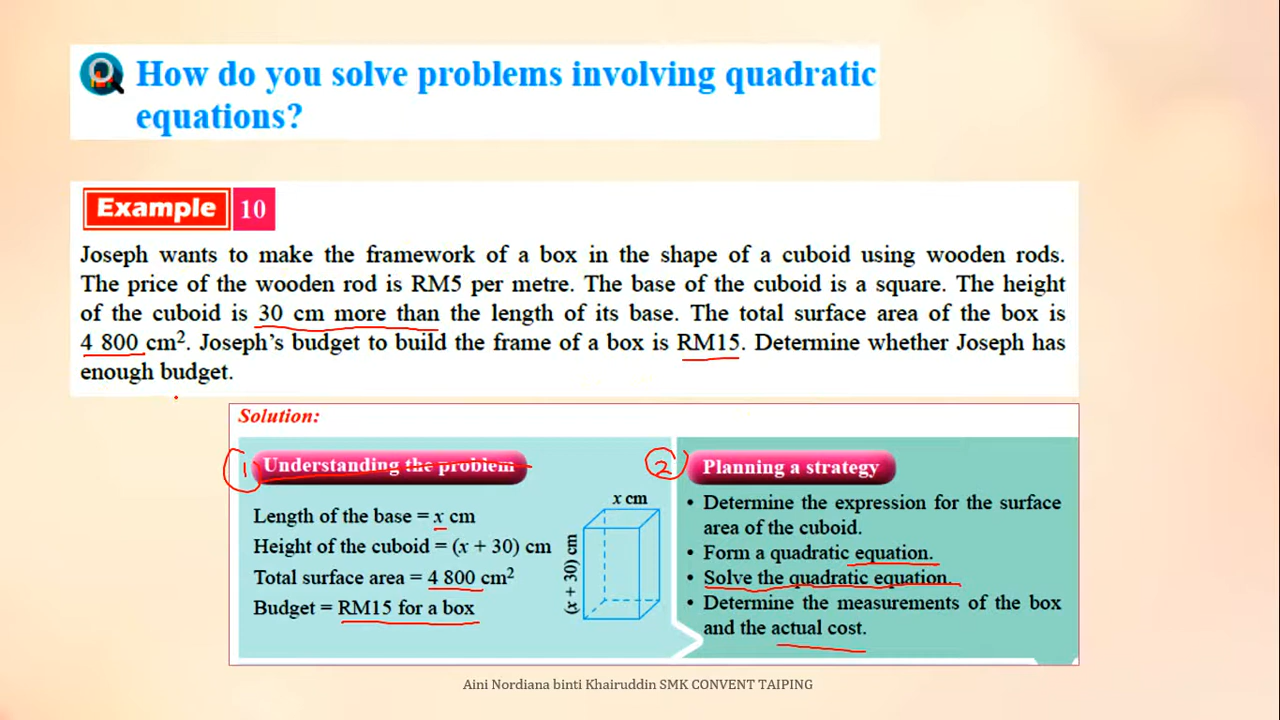 How do you solve problems involving quadratic
equations?
Example 10
Joseph wants to make the framework of a box in the shape of a cuboid using wooden rods.
The price of the wooden rod is RM5 per metre. The base of the cuboid is a square. The height
of the cuboid is 30 cm more than the length of its base. The total surface area of the box is
4 800 cm². Joseph's budget to build the frame of a box is RM15. Determine whether Joseph has
enough budget.
Solution:
1 Understanding the problem
Length of the base = x cm
Height of the cuboid = (x + 30) cm
Total surface area = 4 800 cm²
Budget = RM15 for a box
x cm
(x + 30) cm
2 Planning a strategy
• Determine the expression for the surface
area of the cuboid.
• Form a quadratic equation.
• Solve the quadratic equation.
• Determine the measurements of the box
and the actual cost.
Aini Nordiana binti Khairuddin SMK CONVENT TAIPING